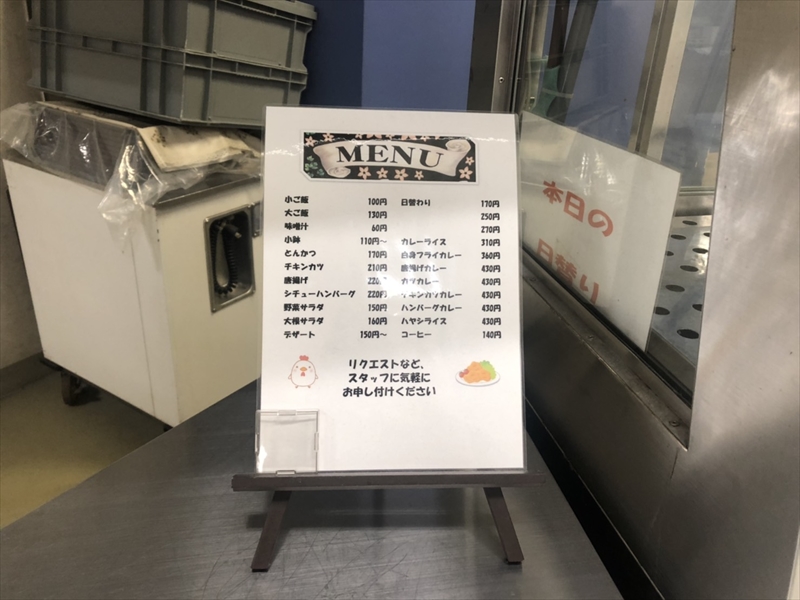 MENU
小ご飯 100円 日替わり 170円
大ご飯 130円 250円
味噌汁 60円 270円
小鉢 110円～ カレーライス 310円
とんかつ 170円 白身フライカレー 360円
チキンカツ 210円 唐揚げカレー 430円
唐揚げ 220円 カツカレー 430円
シチューハンバーグ 220円 チキンカツカレー 430円
野菜サラダ 150円 ハンバーグカレー 430円
大根サラダ 160円 ハヤシライス 430円
デザート 150円～ コーヒー 140円
リクエストなど、
スタッフに気軽に
お申し付けください
本日の
日替り